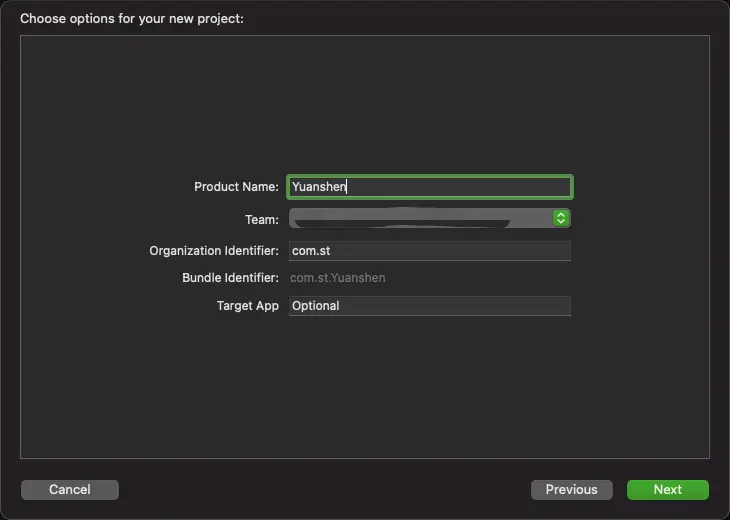 Choose options for your new project:
Product Name: Yuanshen
Team:
Organization Identifier: com.st
Bundle Identifier: com.st.Yuanshen
Target App Optional
Cancel Previous Next